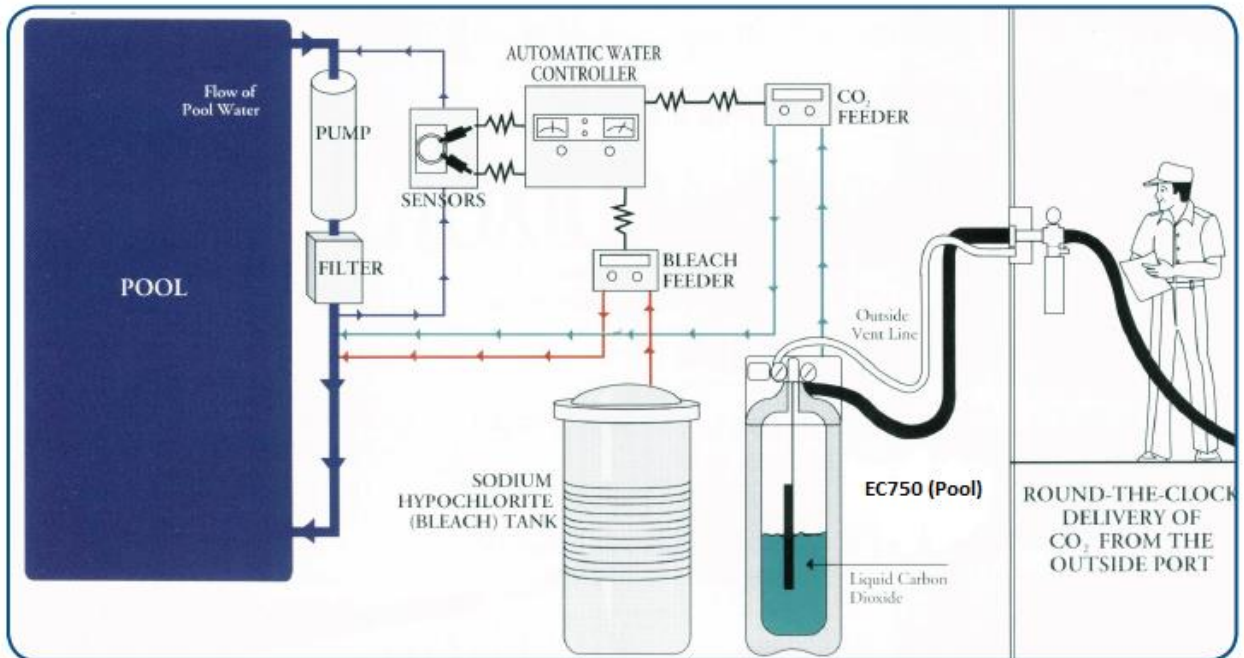 Flow of
Pool Water
POOL
PUMP
FILTER
SENSORS
AUTOMATIC WATER
CONTROLLER
CO₂
FEEDER
BLEACH
FEEDER
Outside
Vent Line
SODIUM
HYPOCHLORITE
(BLEACH) TANK
EC750 (Pool)
Liquid Carbon
Dioxide
ROUND-THE-CLOCK
DELIVERY OF
CO₂ FROM THE
OUTSIDE PORT